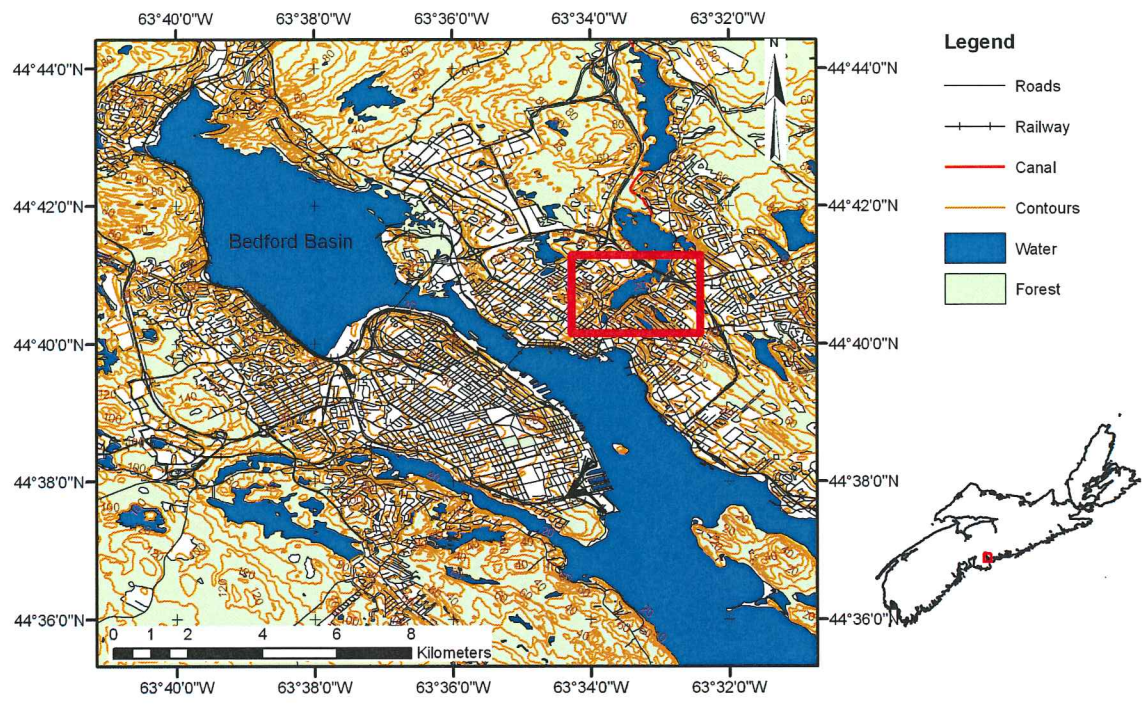 63°40'0"W 63°38'0"W 63°36'0"W 63°34'0"W 63°32'0"W
44°44'0"N 44°44'0"N
44°42'0"N 44°42'0"N
44°40'0"N 44°40'0"N
44°38'0"N 44°38'0"N
44°36'0"N 44°36'0"N
N
Bedford Basin
0 1 2 4 6 8
Kilometers
63°40'0"W 63°38'0"W 63°36'0"W 63°34'0"W 63°32'0"W
Legend
Roads
Railway
Canal
Contours
Water
Forest